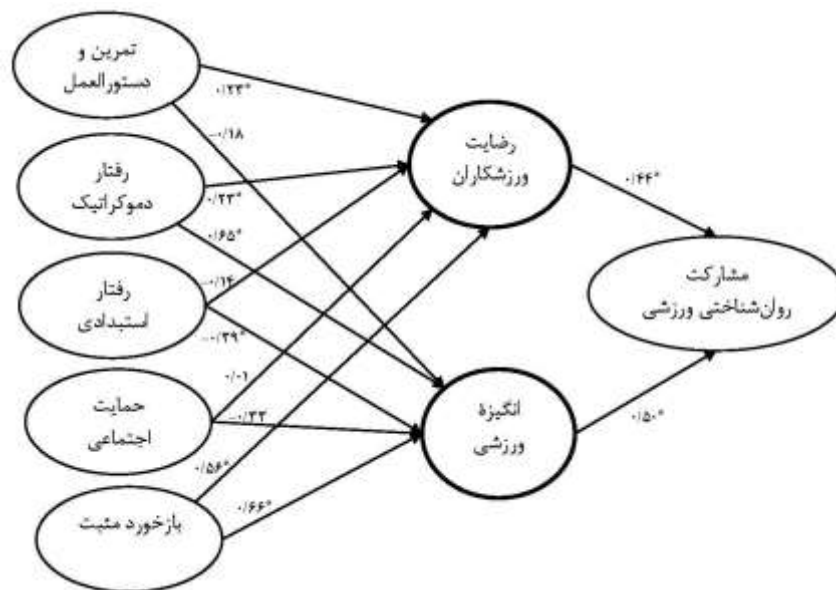 تمرین و
دستورالعمل
۰/۲۳*
-۰/۱۸
رضایت
ورزشکاران
رفتار
دموکراتیک
۰/۲۳*
۰/۶۵*
۰/۴۴*
مشارکت
روان‌شناختی ورزشی
رفتار
استبدادی
-۰/۱۴
-۰/۳۹*
حمایت
اجتماعی
۰/۰۱
-۰/۳۳
انگیزۀ
ورزشی
۰/۵۰*
بازخورد مثبت
۰/۵۶*
۰/۶۶*